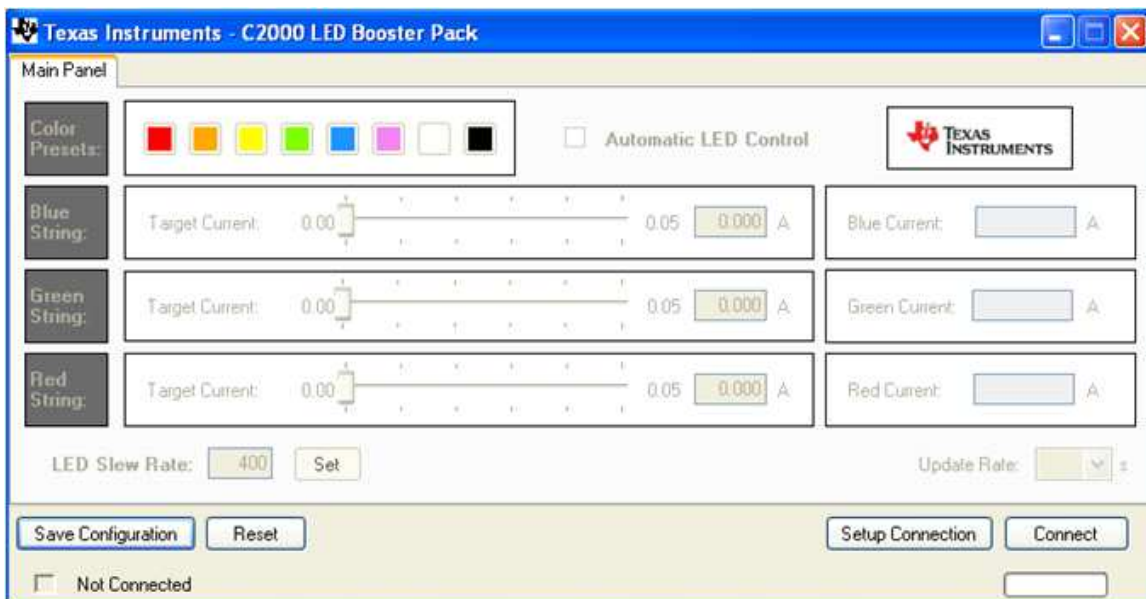 Texas Instruments - C2000 LED Booster Pack
Main Panel
Color
Presets:
Automatic LED Control
TEXAS
INSTRUMENTS
Blue
String:
Target Current: 0.00 0.05 0.000 A
Blue Current: A
Green
String:
Target Current: 0.00 0.05 0.000 A
Green Current: A
Red
String:
Target Current: 0.00 0.05 0.000 A
Red Current: A
LED Slew Rate: 400 Set
Update Rate: s
Save Configuration Reset
Setup Connection Connect
Not Connected